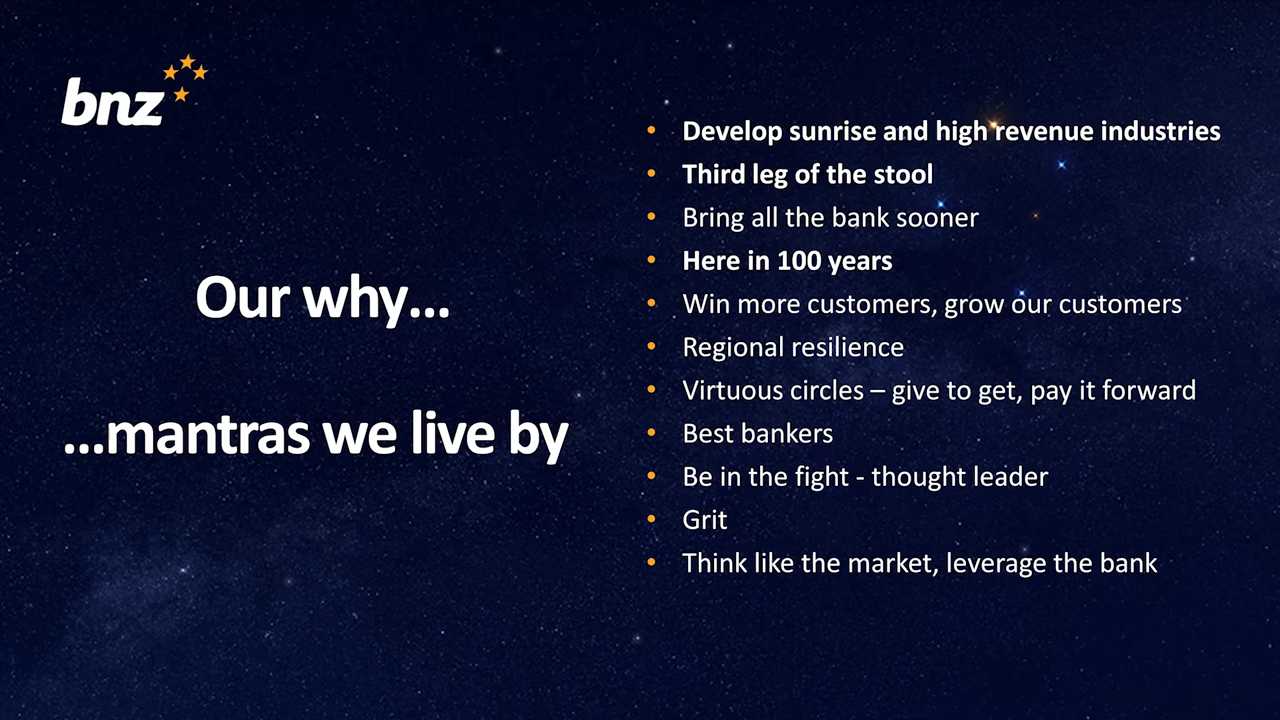 bnz
Our why...
...mantras we live by
• Develop sunrise and high revenue industries
• Third leg of the stool
• Bring all the bank sooner
• Here in 100 years
• Win more customers, grow our customers
• Regional resilience
• Virtuous circles – give to get, pay it forward
• Best bankers
• Be in the fight - thought leader
• Grit
• Think like the market, leverage the bank